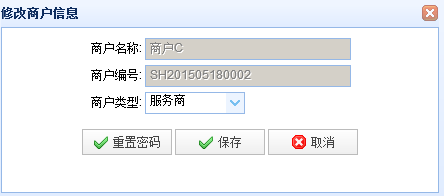 修改商户信息
商户名称: 商户C
商户编号: SH201505180002
商户类型: 服务商
重置密码 保存 取消